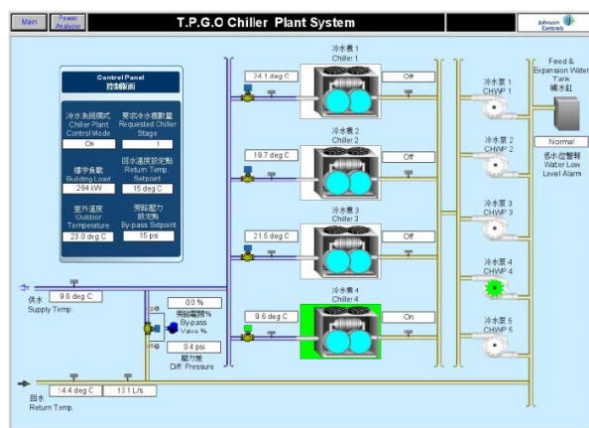 Main
Power
Analyzer
T.P.G.O Chiller Plant System
Johnson
Controls
Control Panel
控制版面
冷水系統模式
Chiller Plant
Control Mode
On
要求冷水機數量
Requested Chiller
Stage
1
樓宇負載
Building Load
264 kW
回水溫度設定點
Return Temp.
Setpoint
15 deg C
室外溫度
Outdoor
Temperature
23.0 deg C
旁路壓力
設定點
By-pass Setpoint
15 psi
冷水機 1
Chiller 1
24.1 deg C
Off
冷水機 2
Chiller 2
19.7 deg C
Off
冷水機 3
Chiller 3
21.5 deg C
Off
冷水機 4
Chiller 4
9.6 deg C
On
冷水泵 1
CHWP 1
冷水泵 2
CHWP 2
冷水泵 3
CHWP 3
冷水泵 4
CHWP 4
冷水泵 5
CHWP 5
Feed &
Expansion Water
Tank
補水缸
Normal
低水位警報
Water Low
Level Alarm
供水
Supply Temp.
9.6 deg C
0.0 %
By-pass
Valve %
0.4 psi
壓力差
Diff. Pressure
14.4 deg C
13.1 L/s
回水
Return Temp.